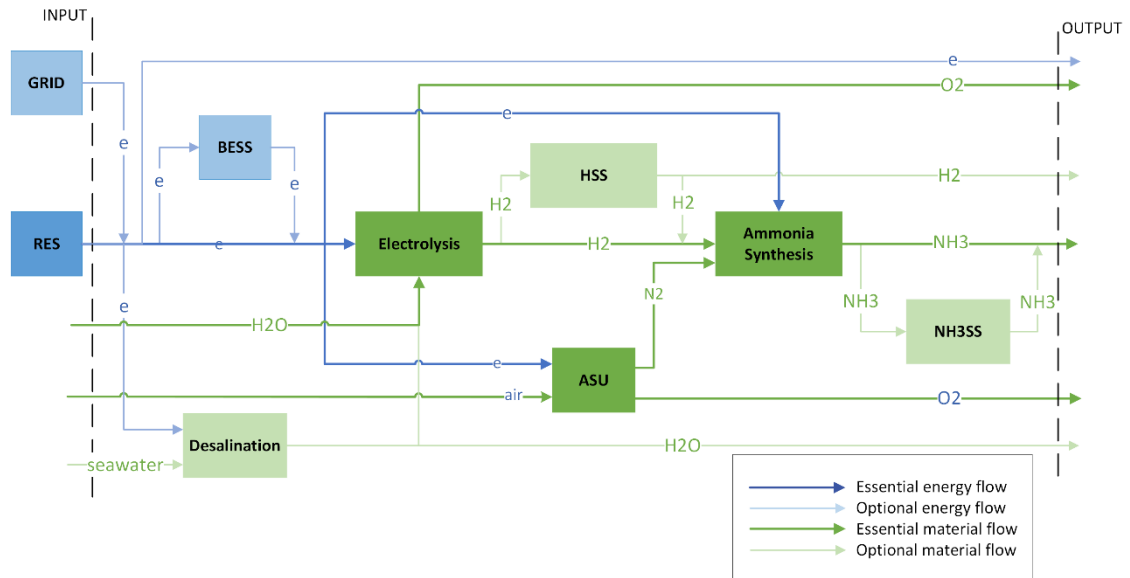 INPUT
OUTPUT
GRID
e
O2
e
e
BESS
HSS
H2
e
e
H2
H2
RES
e
Electrolysis
H2
Ammonia
Synthesis
NH3
e
N2
NH3
NH3
H2O
NH3SS
e
ASU
air
O2
Desalination
H2O
seawater
Essential energy flow
Optional energy flow
Essential material flow
Optional material flow